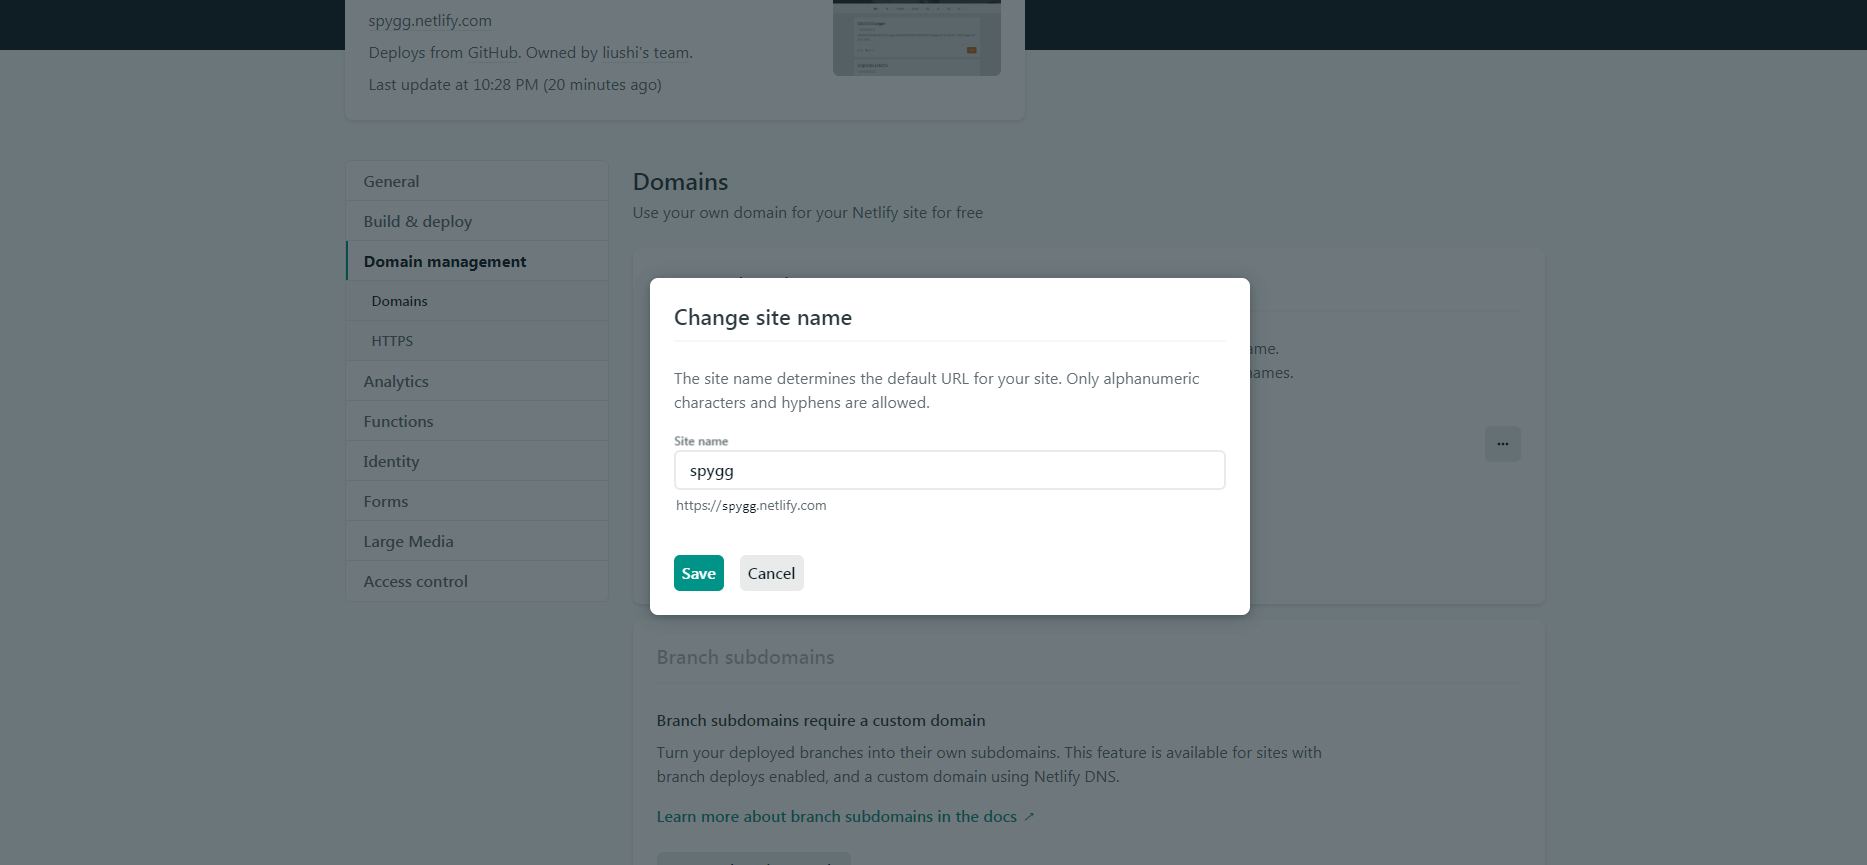 spygg.netlify.com
Deploys from GitHub. Owned by liushi's team.
Last update at 10:28 PM (20 minutes ago)
General
Build & deploy
Domain management
Domains
HTTPS
Analytics
Functions
Identity
Forms
Large Media
Access control
Domains
Use your own domain for your Netlify site for free
ame.
names.
...
Change site name
The site name determines the default URL for your site. Only alphanumeric
characters and hyphens are allowed.
Site name
spygg
https://spygg.netlify.com
Save
Cancel
Branch subdomains
Branch subdomains require a custom domain
Turn your deployed branches into their own subdomains. This feature is available for sites with
branch deploys enabled, and a custom domain using Netlify DNS.
Learn more about branch subdomains in the docs ↗